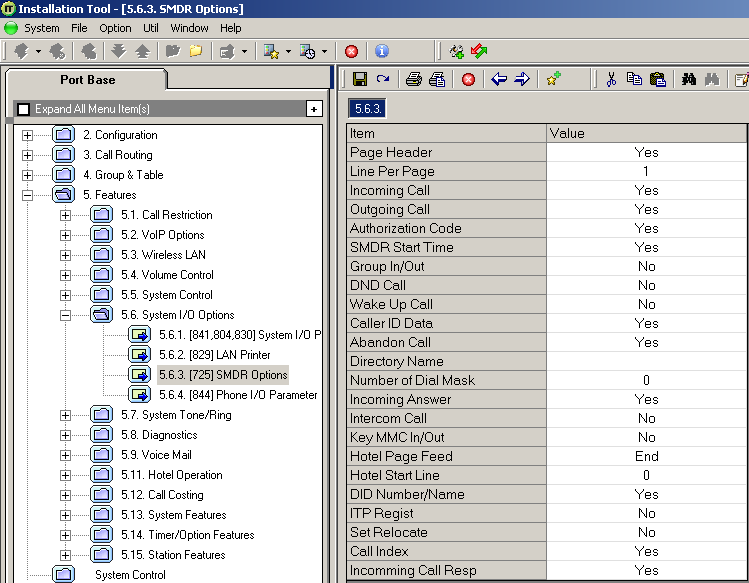 Installation Tool - [5.6.3. SMDR Options]
System File Option Util Window Help
Port Base
Expand All Menu Item(s) +
2. Configuration
3. Call Routing
4. Group & Table
5. Features
5.1. Call Restriction
5.2. VoIP Options
5.3. Wireless LAN
5.4. Volume Control
5.5. System Control
5.6. System I/O Options
5.6.1. [841,804,830] System I/O P
5.6.2. [829] LAN Printer
5.6.3. [725] SMDR Options
5.6.4. [844] Phone I/O Parameter
5.7. System Tone/Ring
5.8. Diagnostics
5.9. Voice Mail
5.11. Hotel Operation
5.12. Call Costing
5.13. System Features
5.14. Timer/Option Features
5.15. Station Features
System Control
5.6.3.
Item Value
Page Header Yes
Line Per Page 1
Incoming Call Yes
Outgoing Call Yes
Authorization Code Yes
SMDR Start Time Yes
Group In/Out No
DND Call No
Wake Up Call No
Caller ID Data Yes
Abandon Call Yes
Directory Name
Number of Dial Mask 0
Incoming Answer Yes
Intercom Call No
Key MMC In/Out No
Hotel Page Feed End
Hotel Start Line 0
DID Number/Name Yes
ITP Regist No
Set Relocate No
Call Index Yes
Incomming Call Resp Yes